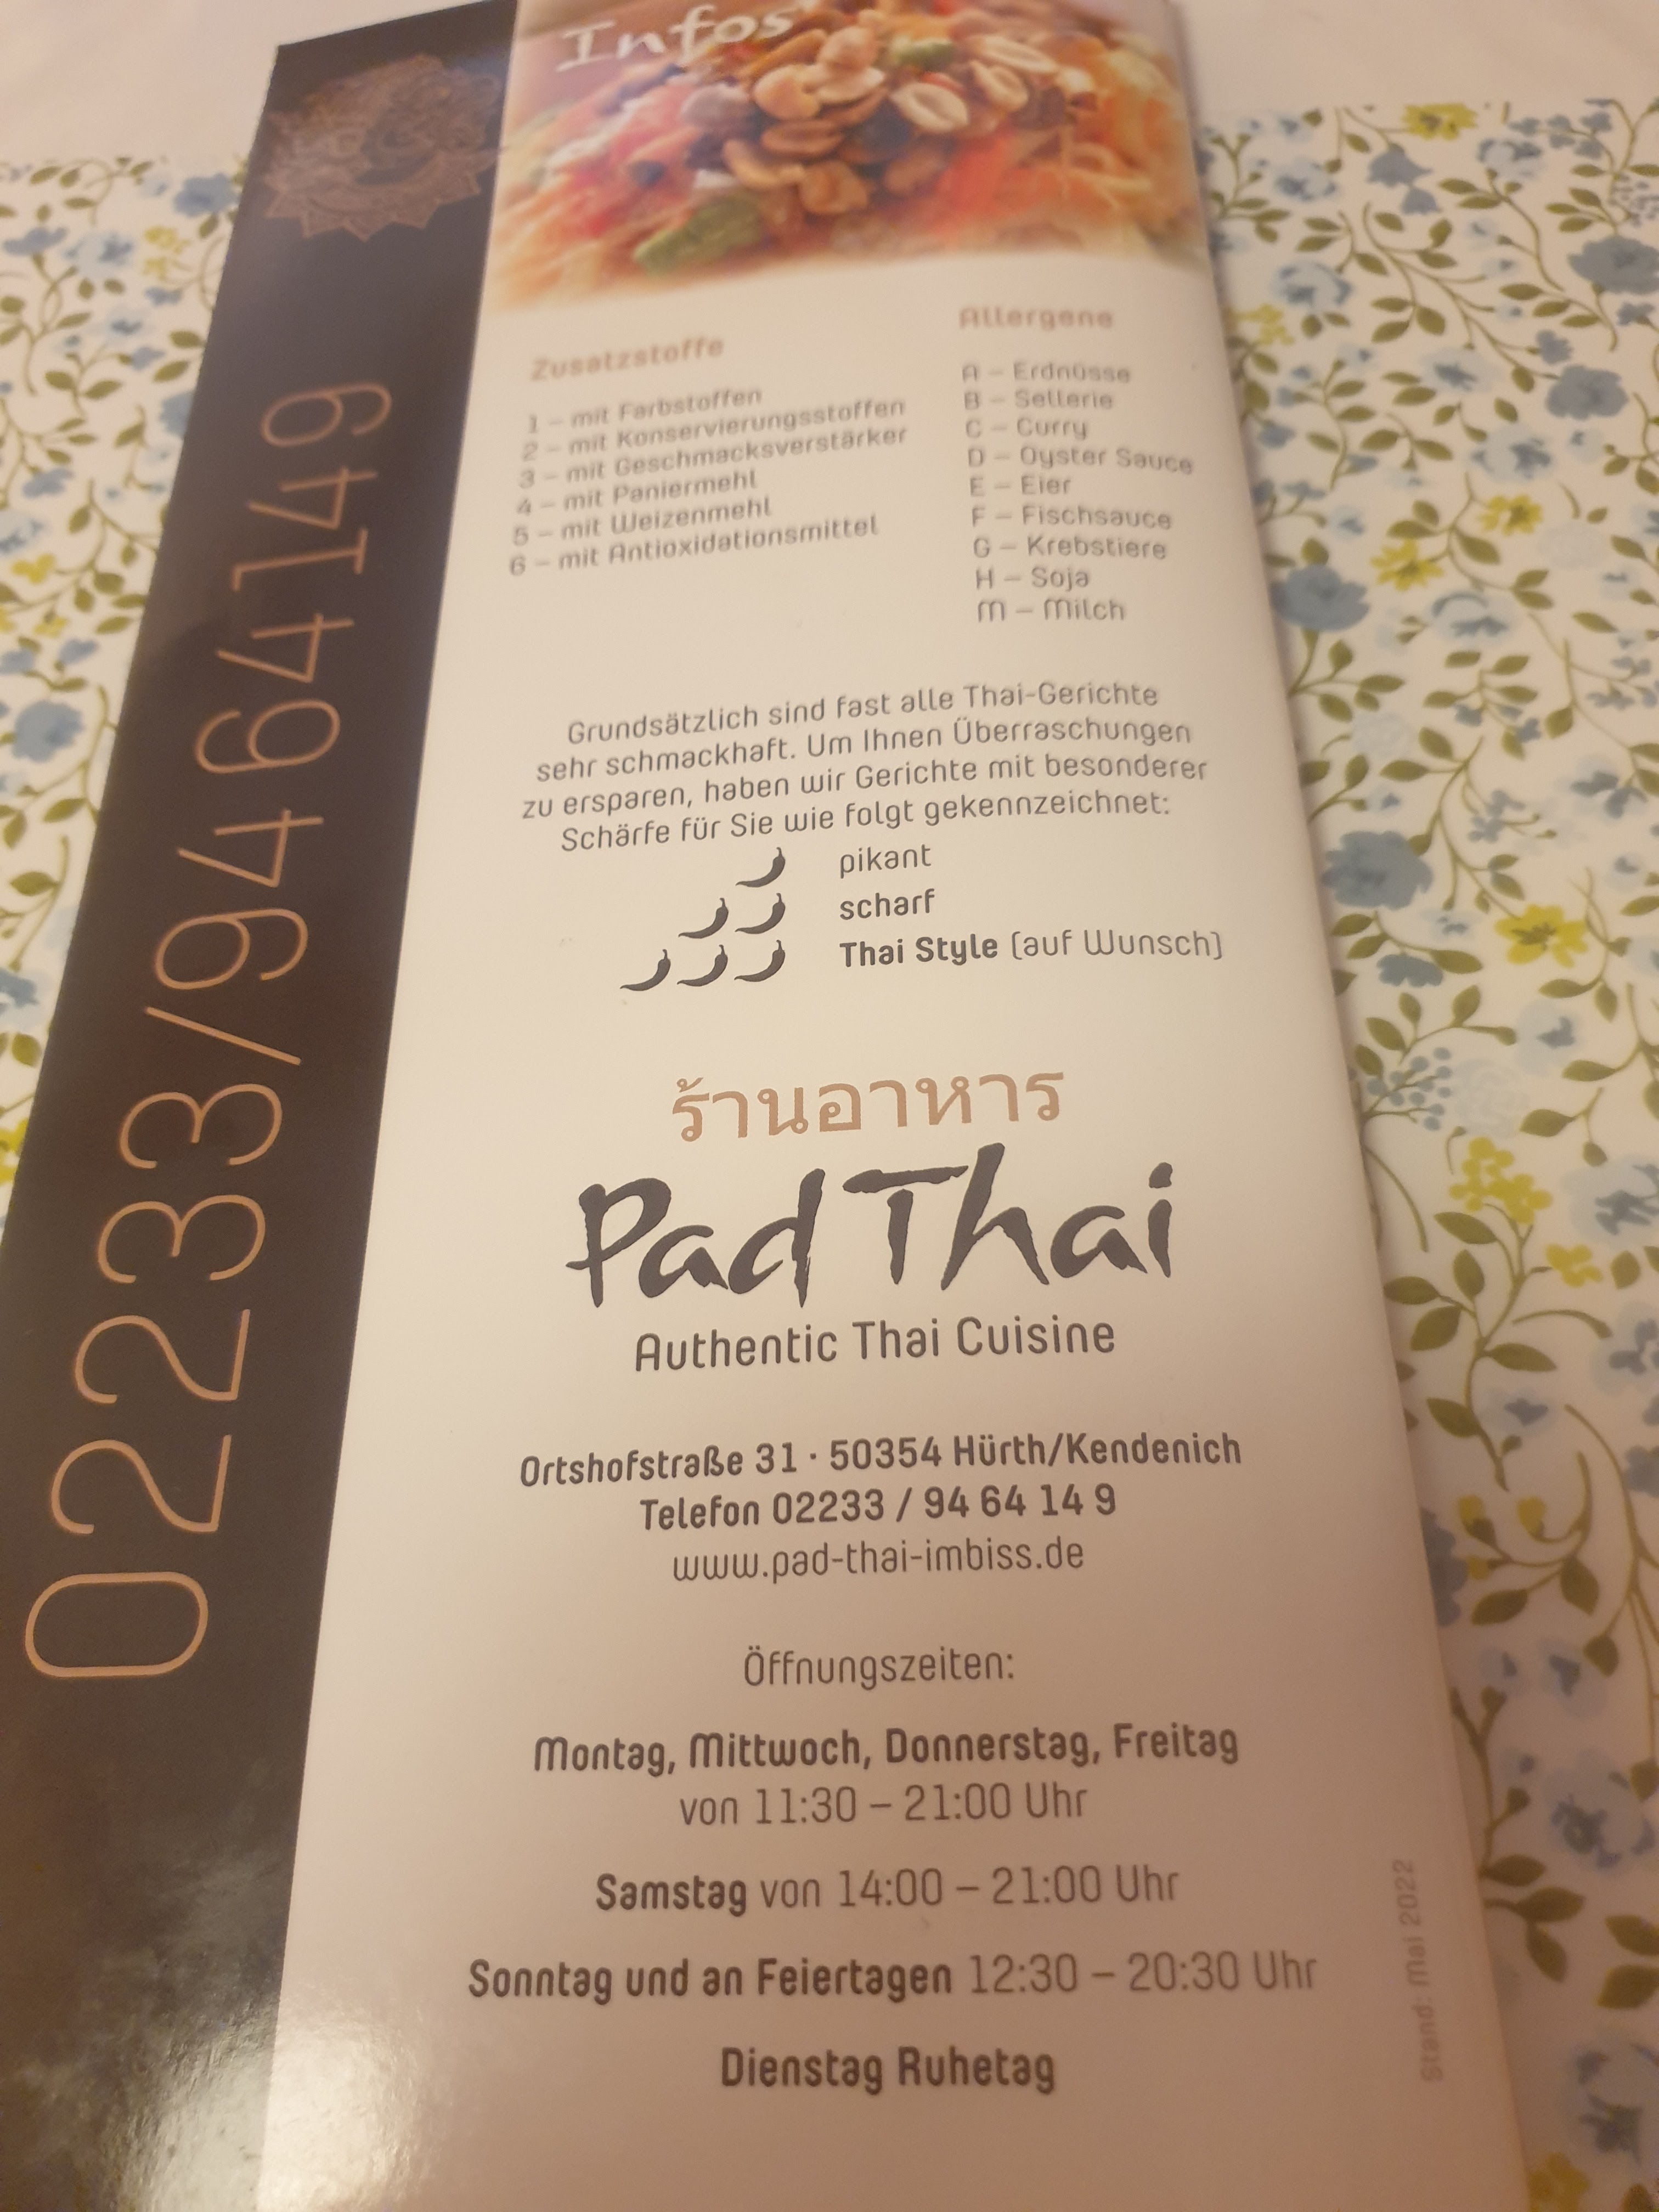 Infos
Zusatzstoffe
1 – mit Farbstoffen
2 – mit Konservierungsstoffen
3 – mit Geschmacksverstärker
4 – mit Paniermehl
5 – mit Weizenmehl
6 – mit Antioxidationsmittel
Allergene
A – Erdnüsse
B – Sellerie
C – Curry
D – Oyster Sauce
E – Eier
F – Fischsauce
G – Krebstiere
H – Soja
M – Milch
Grundsätzlich sind fast alle Thai-Gerichte
sehr schmackhaft. Um Ihnen Überraschungen
zu ersparen, haben wir Gerichte mit besonderer
Schärfe für Sie wie folgt gekennzeichnet:
pikant
scharf
Thai Style (auf Wunsch)
ร้านอาหาร
Pad Thai
Authentic Thai Cuisine
Ortshofstraße 31 · 50354 Hürth/Kendenich
Telefon 02233 / 94 64 14 9
www.pad-thai-imbiss.de
Öffnungszeiten:
Montag, Mittwoch, Donnerstag, Freitag
von 11:30 – 21:00 Uhr
Samstag von 14:00 – 21:00 Uhr
Sonntag und an Feiertagen 12:30 – 20:30 Uhr
Dienstag Ruhetag
Stand: Mai 2022
02233/94 64 14 9